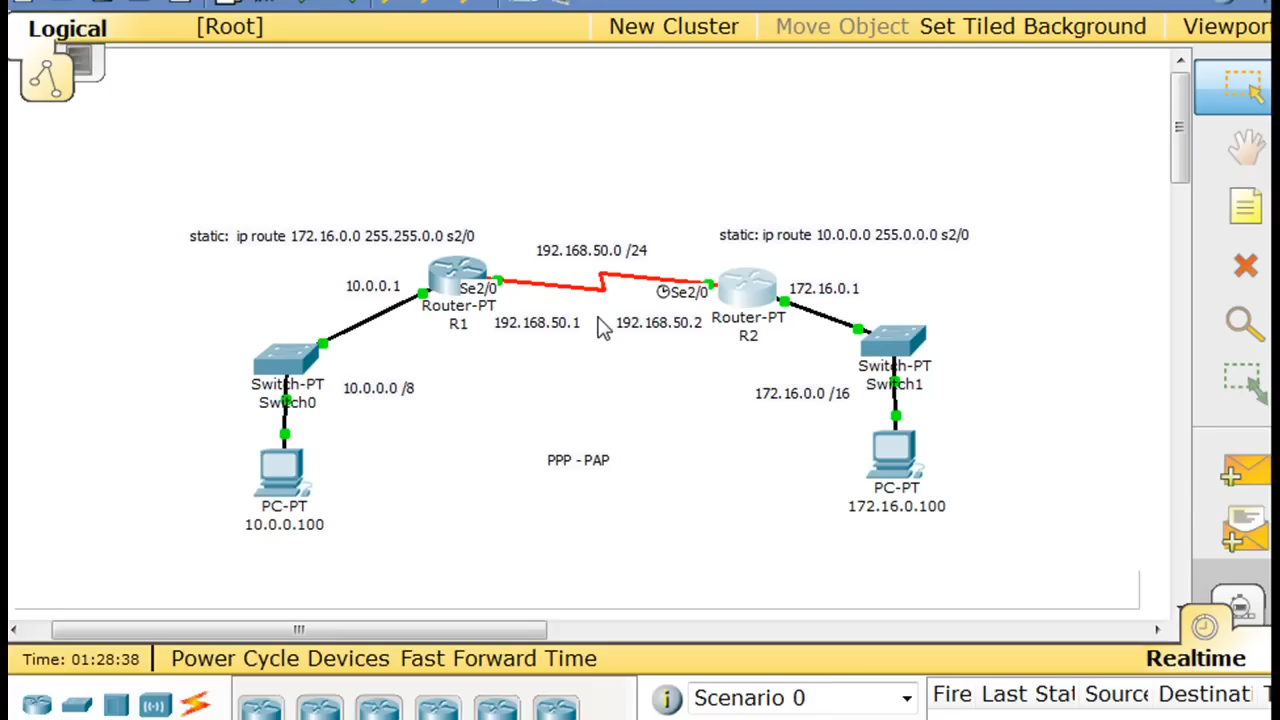 Logical
[Root]
New Cluster
Move Object
Set Tiled Background
Viewpor
static: ip route 172.16.0.0 255.255.0.0 s2/0
static: ip route 10.0.0.0 255.0.0.0 s2/0
192.168.50.0 /24
10.0.0.1
Se2/0
Se2/0
172.16.0.1
Router-PT
R1
192.168.50.1
192.168.50.2
Router-PT
R2
Switch-PT
Switch0
10.0.0.0 /8
172.16.0.0 /16
Switch-PT
Switch1
PPP - PAP
PC-PT
10.0.0.100
PC-PT
172.16.0.100
Time: 01:28:38
Power Cycle Devices
Fast Forward Time
Realtime
Scenario 0
Fire
Last Stat
Source
Destinati